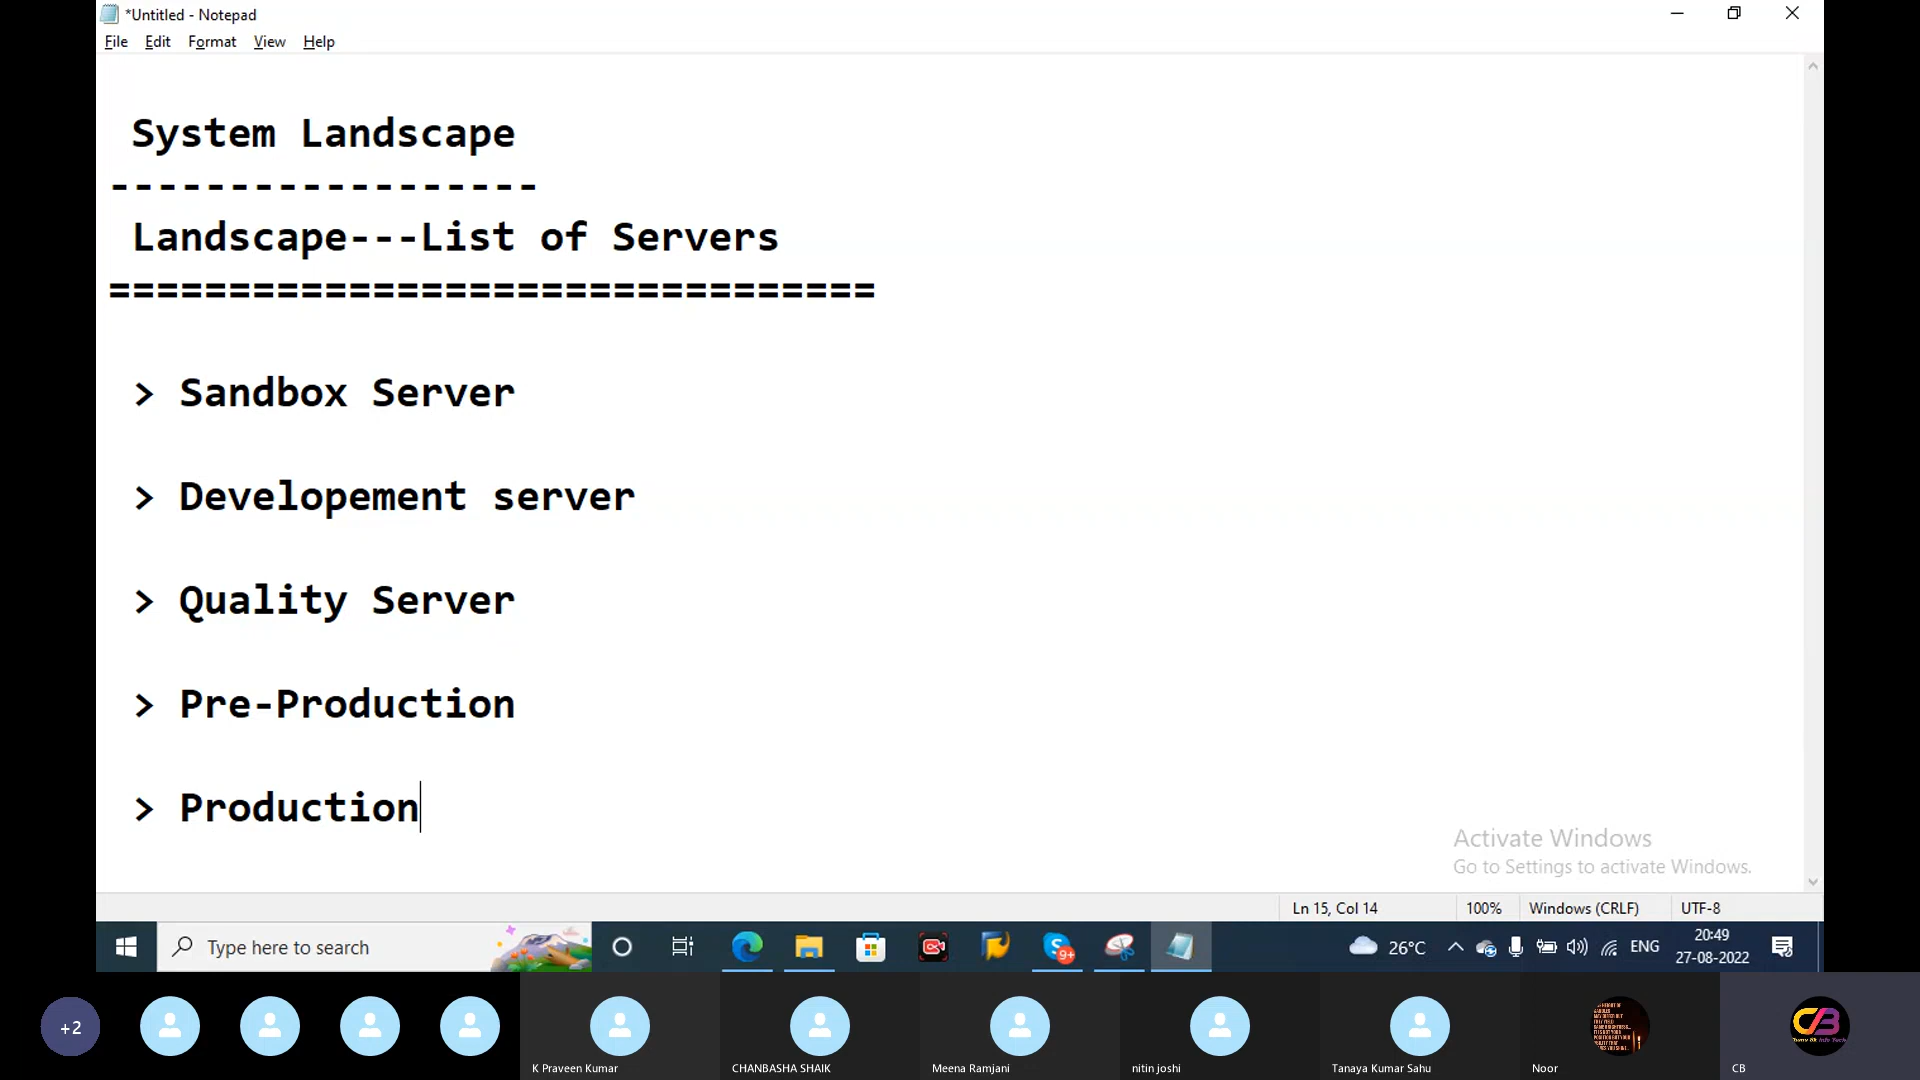 *Untitled - Notepad
File Edit Format View Help
System Landscape
------------------
Landscape---List of Servers
================================
> Sandbox Server
> Developement server
> Quality Server
> Pre-Production
> Production
Activate Windows
Go to Settings to activate Windows.
Ln 15, Col 14
100%
Windows (CRLF)
UTF-8
Type here to search
9+
26°C
ENG
20:49
27-08-2022
+2
K Praveen Kumar
CHANBASHA SHAIK
Meena Ramjani
nitin joshi
Tanaya Kumar Sahu
Noor
CB